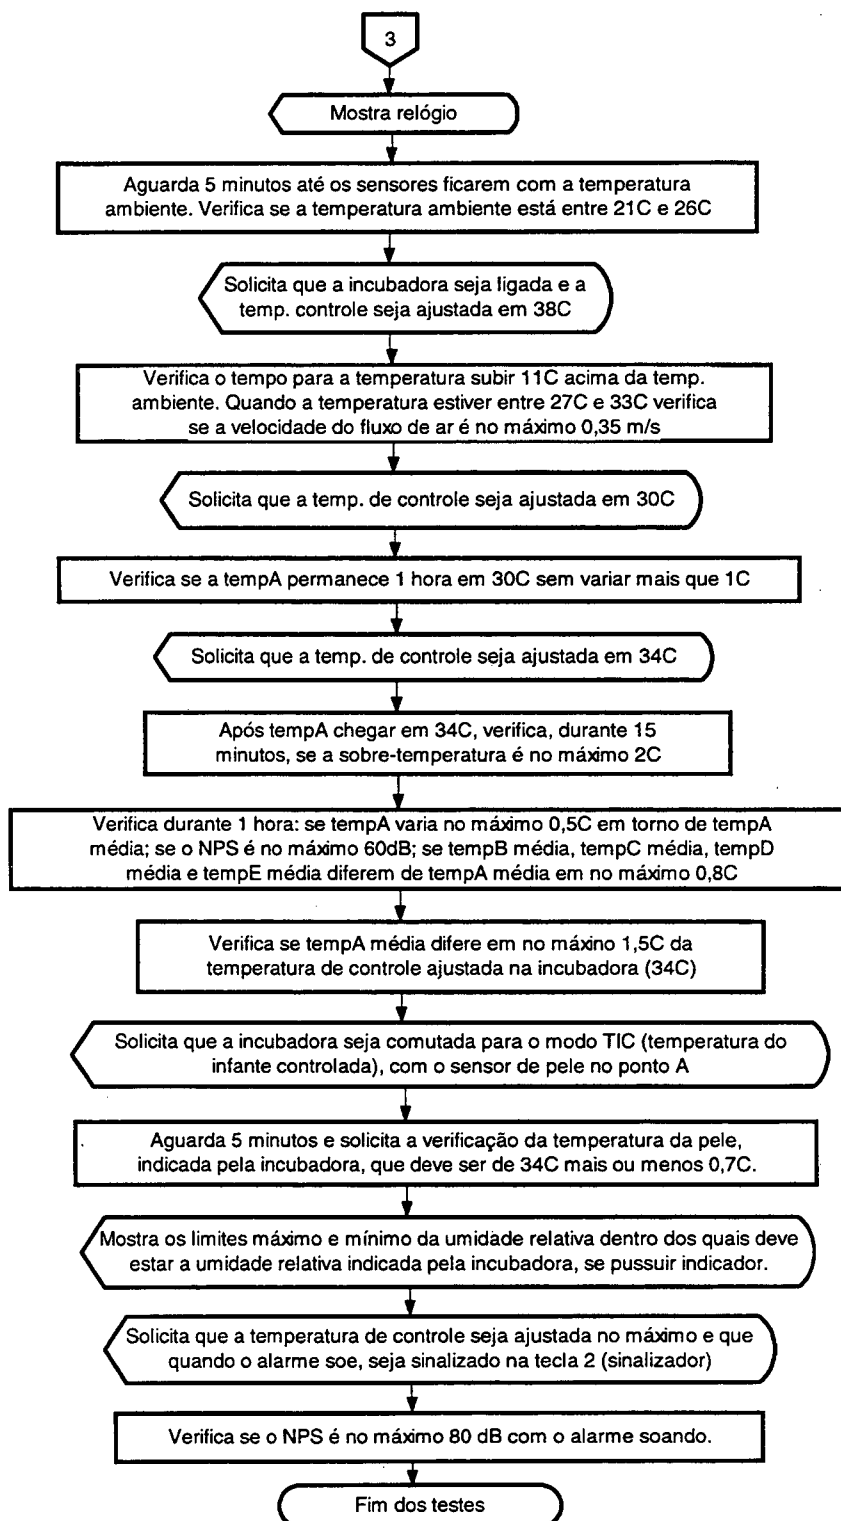 3
Mostra relógio
Aguarda 5 minutos até os sensores ficarem com a temperatura
ambiente. Verifica se a temperatura ambiente está entre 21C e 26C
Solicita que a incubadora seja ligada e a
temp. controle seja ajustada em 38C
Verifica o tempo para a temperatura subir 11C acima da temp.
ambiente. Quando a temperatura estiver entre 27C e 33C verifica
se a velocidade do fluxo de ar é no máximo 0,35 m/s
Solicita que a temp. de controle seja ajustada em 30C
Verifica se a tempA permanece 1 hora em 30C sem variar mais que 1C
Solicita que a temp. de controle seja ajustada em 34C
Após tempA chegar em 34C, verifica, durante 15
minutos, se a sobre-temperatura é no máximo 2C
Verifica durante 1 hora: se tempA varia no máximo 0,5C em torno de tempA
média; se o NPS é no máximo 60dB; se tempB média, tempC média, tempD
média e tempE média diferem de tempA média em no máximo 0,8C
Verifica se tempA média difere em no máxino 1,5C da
temperatura de controle ajustada na incubadora (34C)
Solicita que a incubadora seja comutada para o modo TIC (temperatura do
infante controlada), com o sensor de pele no ponto A
Aguarda 5 minutos e solicita a verificação da temperatura da pele,
indicada pela incubadora, que deve ser de 34C mais ou menos 0,7C.
Mostra os limites máximo e mínimo da umidade relativa dentro dos quais deve
estar a umidade relativa indicada pela incubadora, se pussuir indicador.
Solicita que a temperatura de controle seja ajustada no máximo e que
quando o alarme soe, seja sinalizado na tecla 2 (sinalizador)
Verifica se o NPS é no máximo 80 dB com o alarme soando.
Fim dos testes